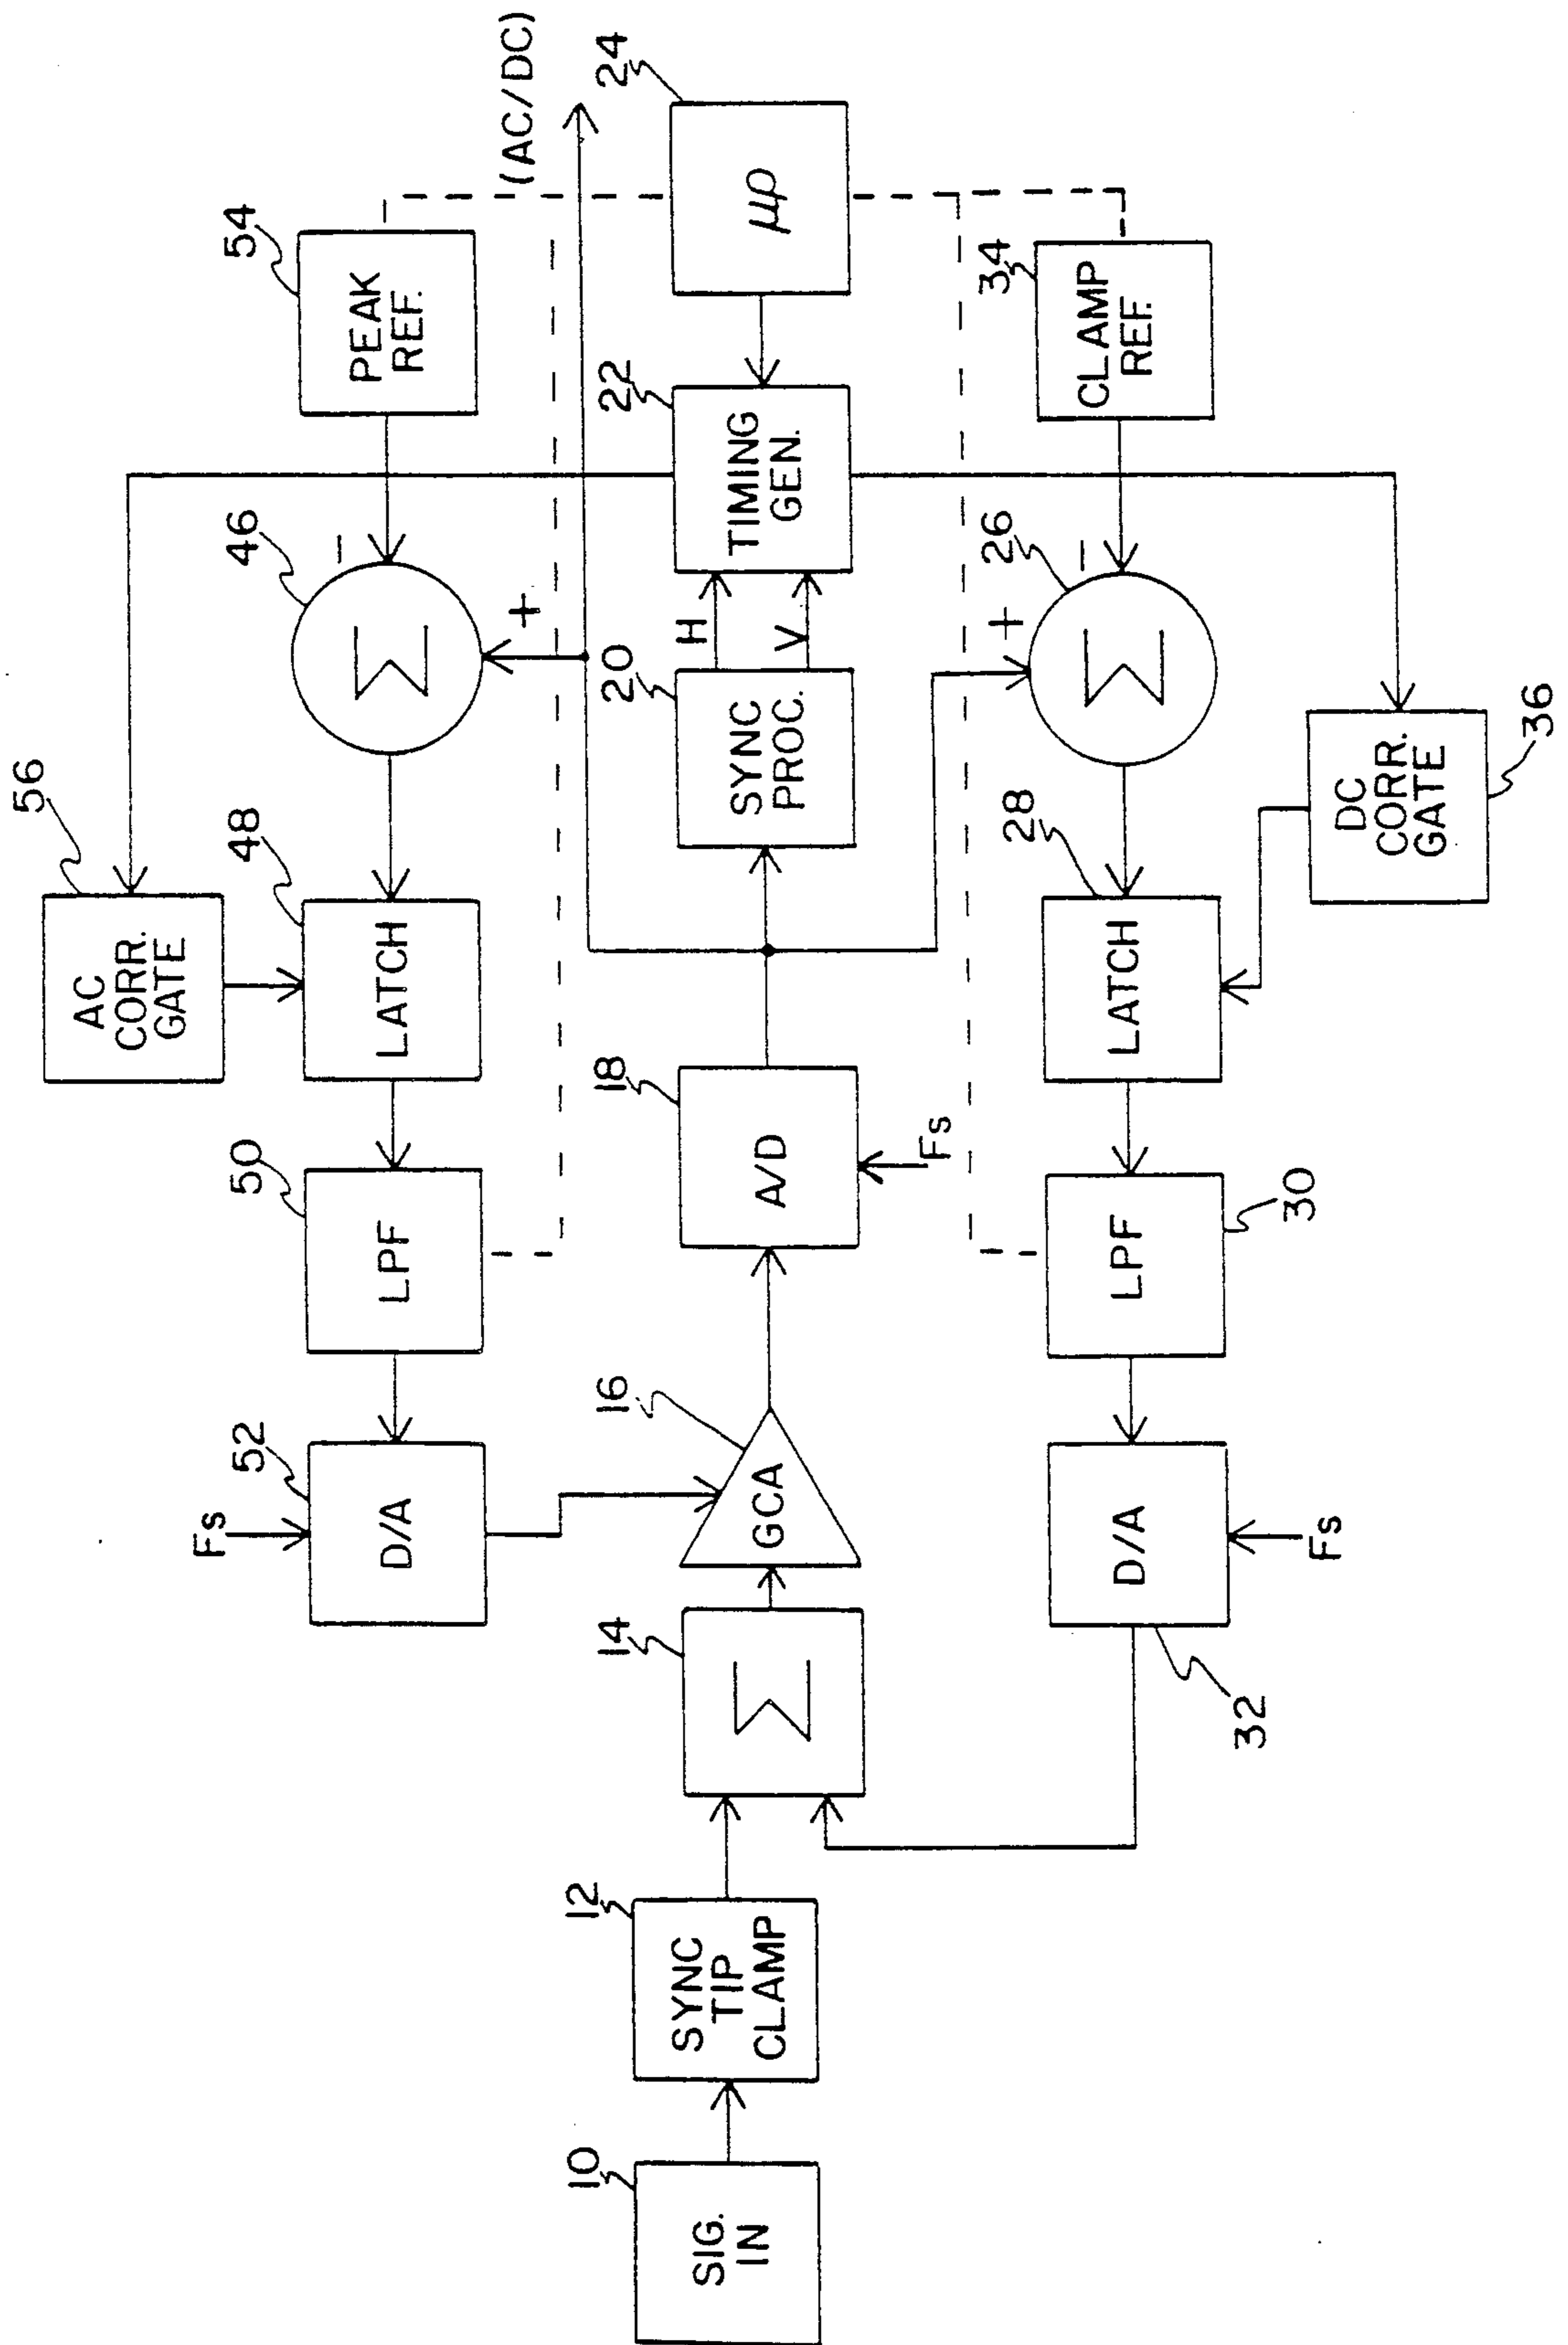 56
AC
CORR.
GATE
Fs
52
D/A
50
LPF
48
LATCH
46
Σ
−
+
54
PEAK
REF.
(AC/DC)
10
SIG.
IN
12
SYNC
TIP
CLAMP
14
Σ
16
GCA
18
A/D
Fs
20
SYNC
PROC.
H
V
22
TIMING
GEN.
24
μp
32
D/A
Fs
30
LPF
28
LATCH
26
Σ
+
−
34
CLAMP
REF.
36
DC
CORR.
GATE